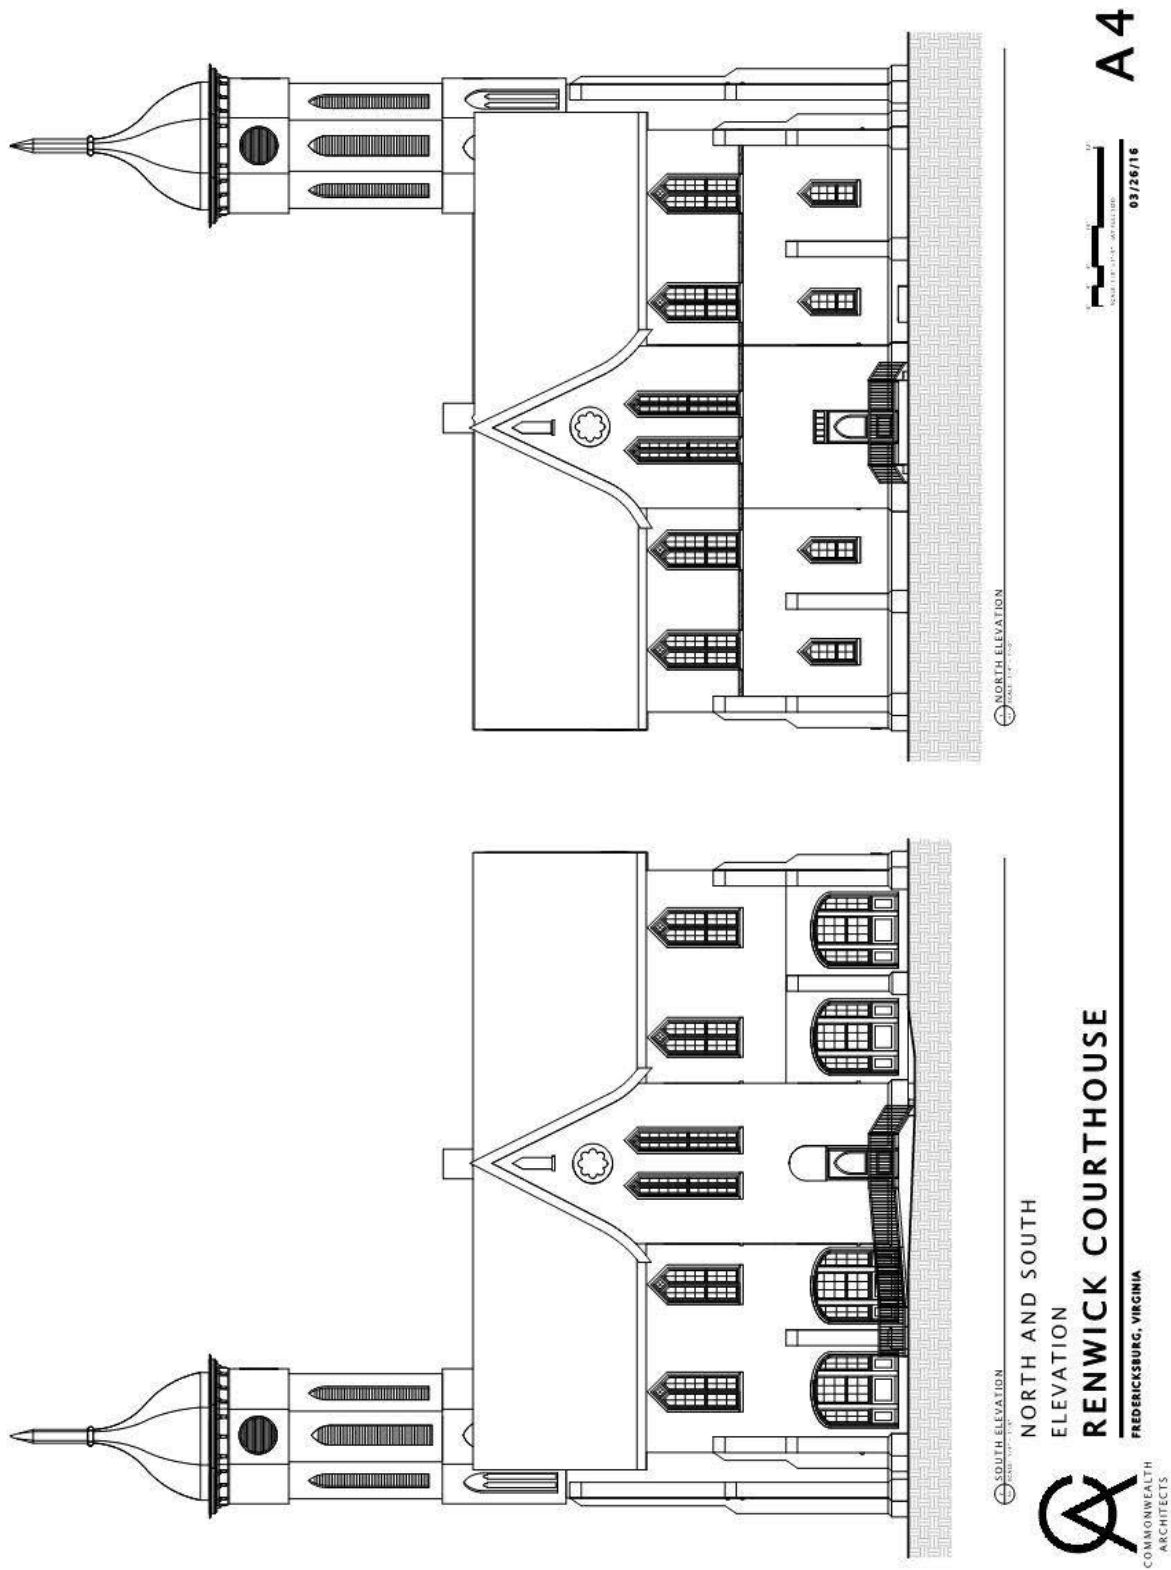 SOUTH ELEVATION
NORTH ELEVATION
NORTH AND SOUTH
ELEVATION
RENWICK COURTHOUSE
FREDERICKSBURG, VIRGINIA
COMMONWEALTH
ARCHITECTS
03/26/16
A4